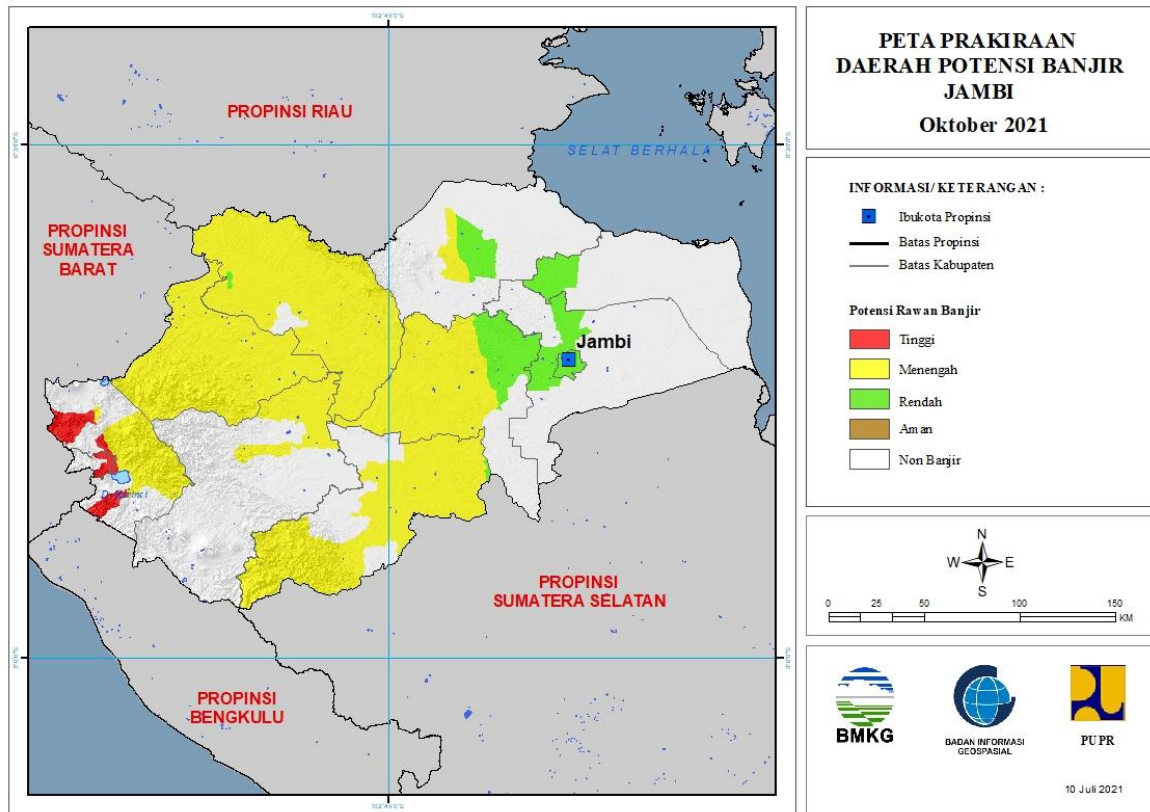 PETA PRAKIRAAN
DAERAH POTENSI BANJIR
JAMBI
Oktober 2021
INFORMASI/ KETERANGAN :
Ibukota Propinsi
Batas Propinsi
Batas Kabupaten
Potensi Rawan Banjir
Tinggi
Menengah
Rendah
Aman
Non Banjir
N
W E
S
0 25 50 100 150
KM
BMKG
BADAN INFORMASI
GEOSPASIAL
PUPR
10 Juli 2021
PROPINSI RIAU
SELAT BERHALA
PROPINSI
SUMATERA
BARAT
Jambi
PROPINSI
SUMATERA SELATAN
PROPINSI
BENGKULU